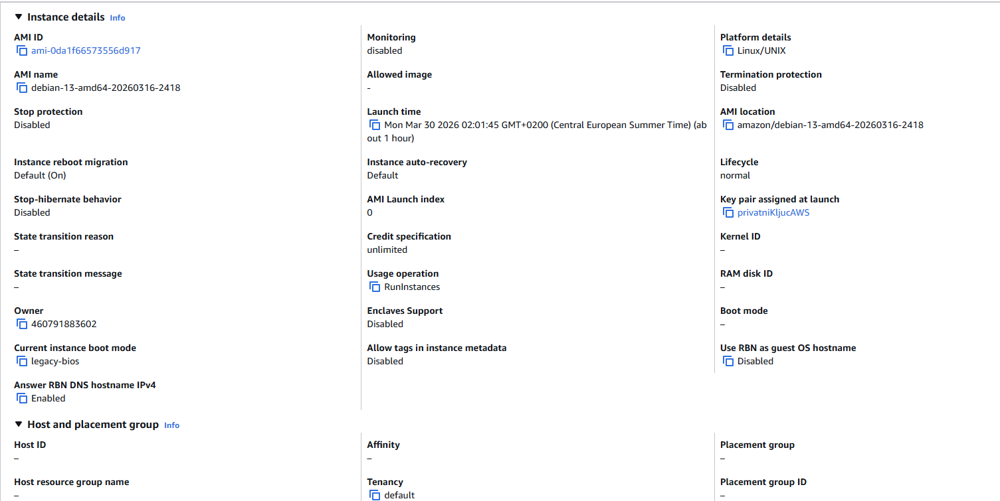 Instance details Info
AMI ID
ami-0da1f66573556d917
Monitoring
disabled
Platform details
Linux/UNIX
AMI name
debian-13-amd64-20260316-2418
Allowed image
-
Termination protection
Disabled
Stop protection
Disabled
Launch time
Mon Mar 30 2026 02:01:45 GMT+0200 (Central European Summer Time) (ab
out 1 hour)
AMI location
amazon/debian-13-amd64-20260316-2418
Instance reboot migration
Default (On)
Instance auto-recovery
Default
Lifecycle
normal
Stop-hibernate behavior
Disabled
AMI Launch index
0
Key pair assigned at launch
privatniKljucAWS
State transition reason
–
Credit specification
unlimited
Kernel ID
–
State transition message
–
Usage operation
RunInstances
RAM disk ID
–
Owner
460791883602
Enclaves Support
Disabled
Boot mode
–
Current instance boot mode
legacy-bios
Allow tags in instance metadata
Disabled
Use RBN as guest OS hostname
Disabled
Answer RBN DNS hostname IPv4
Enabled
Host and placement group Info
Host ID
–
Affinity
–
Placement group
–
Host resource group name
–
Tenancy
default
Placement group ID
–